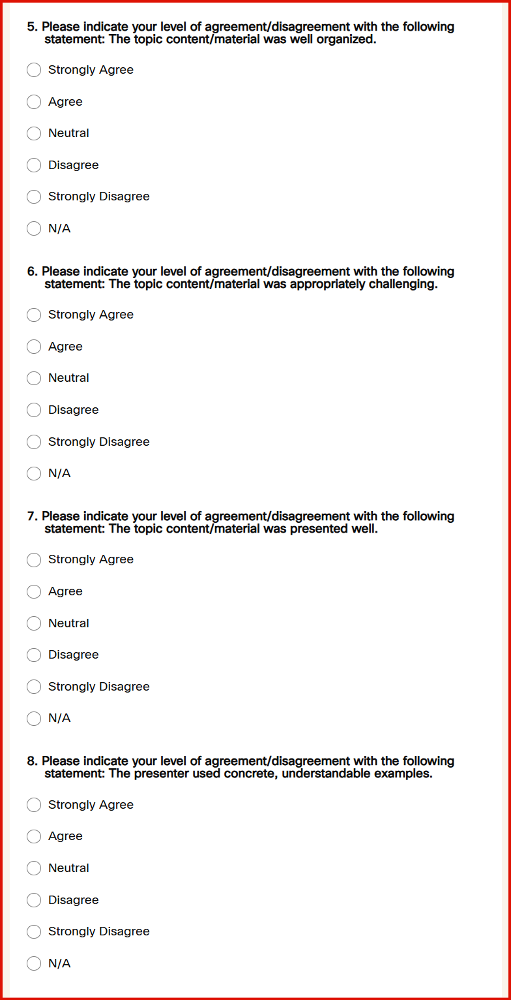 5. Please indicate your level of agreement/disagreement with the following
statement: The topic content/material was well organized.
Strongly Agree
Agree
Neutral
Disagree
Strongly Disagree
N/A
6. Please indicate your level of agreement/disagreement with the following
statement: The topic content/material was appropriately challenging.
Strongly Agree
Agree
Neutral
Disagree
Strongly Disagree
N/A
7. Please indicate your level of agreement/disagreement with the following
statement: The topic content/material was presented well.
Strongly Agree
Agree
Neutral
Disagree
Strongly Disagree
N/A
8. Please indicate your level of agreement/disagreement with the following
statement: The presenter used concrete, understandable examples.
Strongly Agree
Agree
Neutral
Disagree
Strongly Disagree
N/A